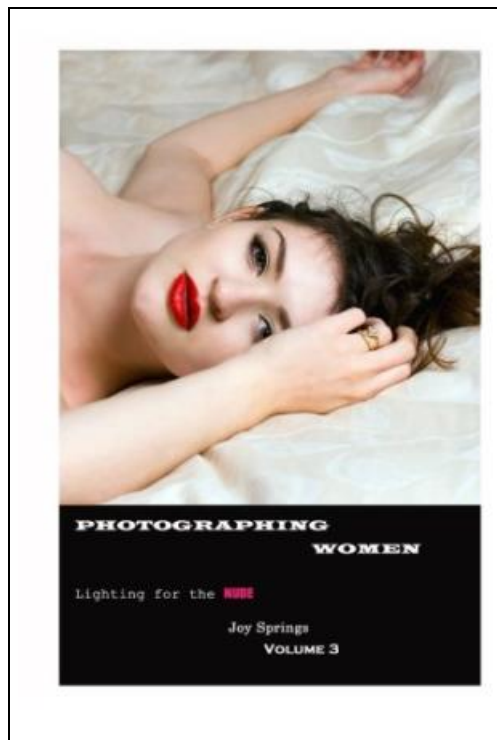 PHOTOGRAPHING
WOMEN
Lighting for the NUDE
Joy Springs
VOLUME 3